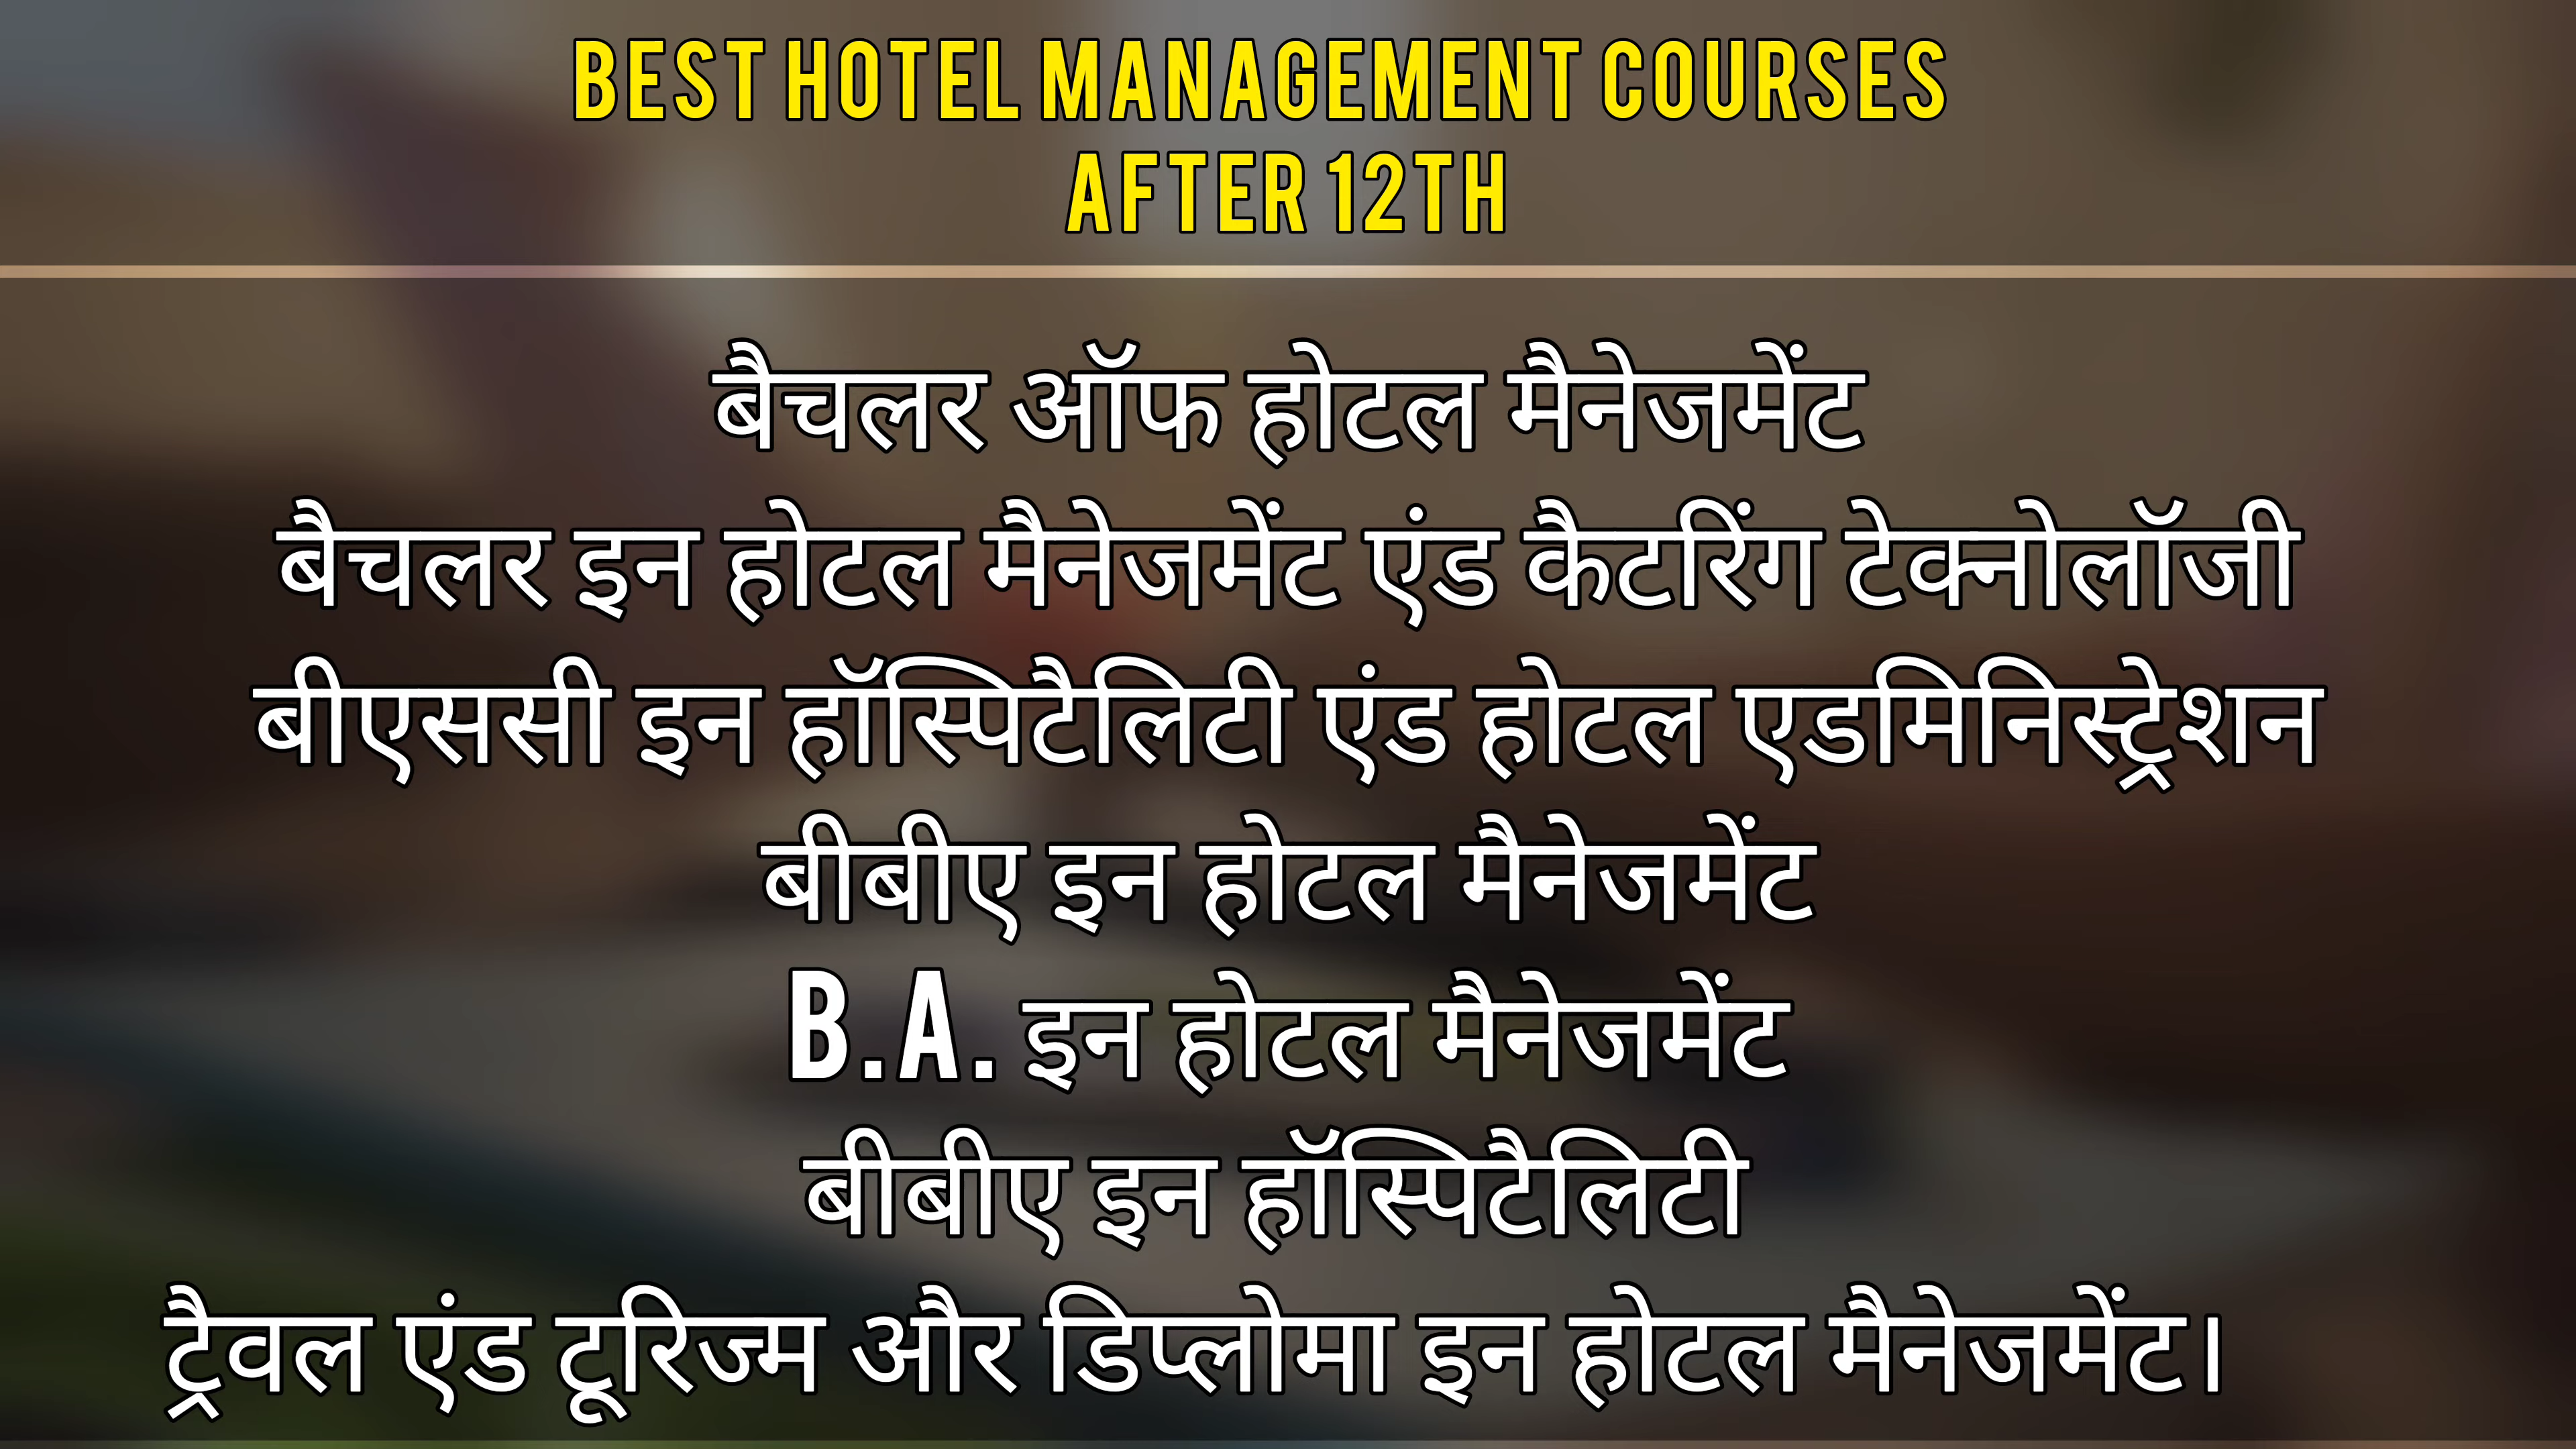 BEST HOTEL MANAGEMENT COURSES
AFTER 12TH
बैचलर ऑफ होटल मैनेजमेंट
बैचलर इन होटल मैनेजमेंट एंड कैटरिंग टेक्नोलॉजी
बीएससी इन हॉस्पिटैलिटी एंड होटल एडमिनिस्ट्रेशन
बीबीए इन होटल मैनेजमेंट
B.A. इन होटल मैनेजमेंट
बीबीए इन हॉस्पिटैलिटी
ट्रैवल एंड टूरिज्म और डिप्लोमा इन होटल मैनेजमेंट।